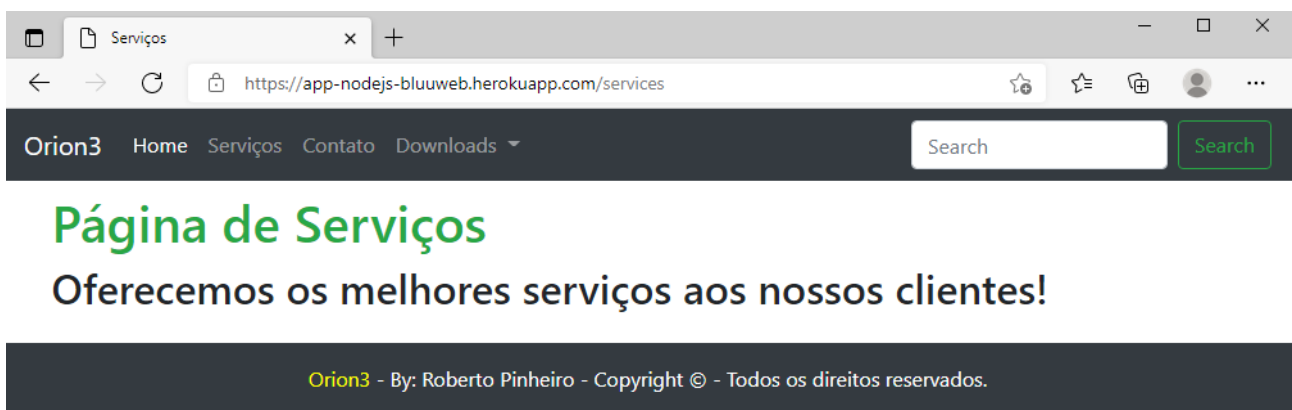 Serviços
https://app-nodejs-bluuweb.herokuapp.com/services
Orion3 Home Serviços Contato Downloads Search Search
Página de Serviços
Oferecemos os melhores serviços aos nossos clientes!
Orion3 - By: Roberto Pinheiro - Copyright © - Todos os direitos reservados.